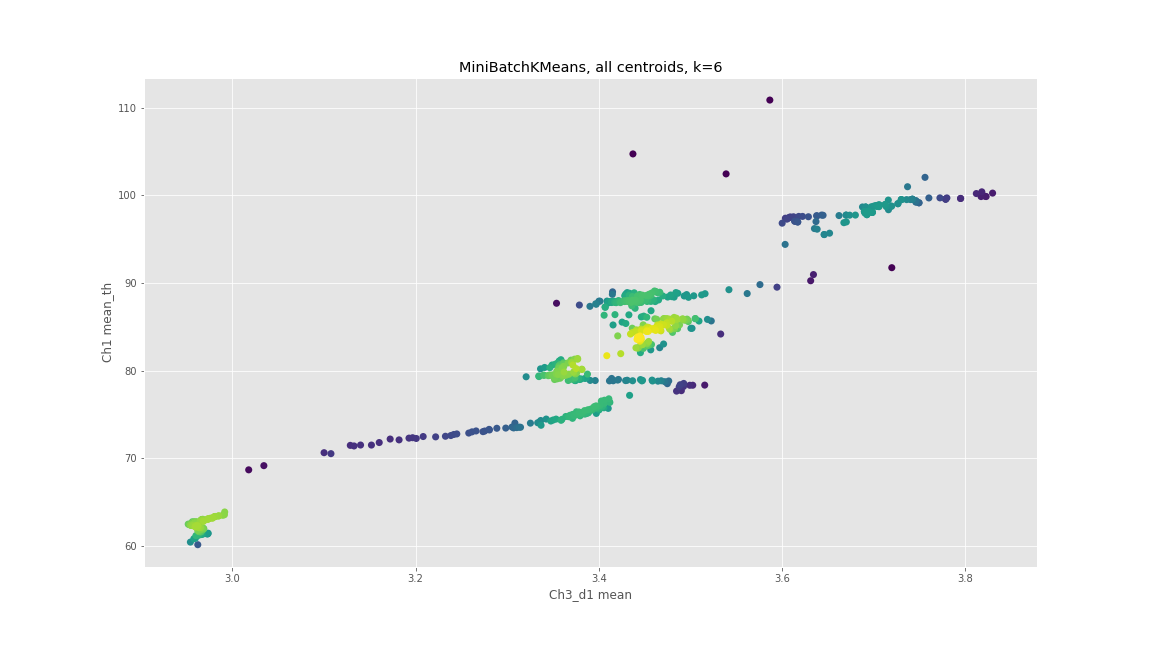 MiniBatchKMeans, all centroids, k=6
110
100
90
80
70
60
Ch1 mean_th
3.0 3.2 3.4 3.6 3.8
Ch3_d1 mean